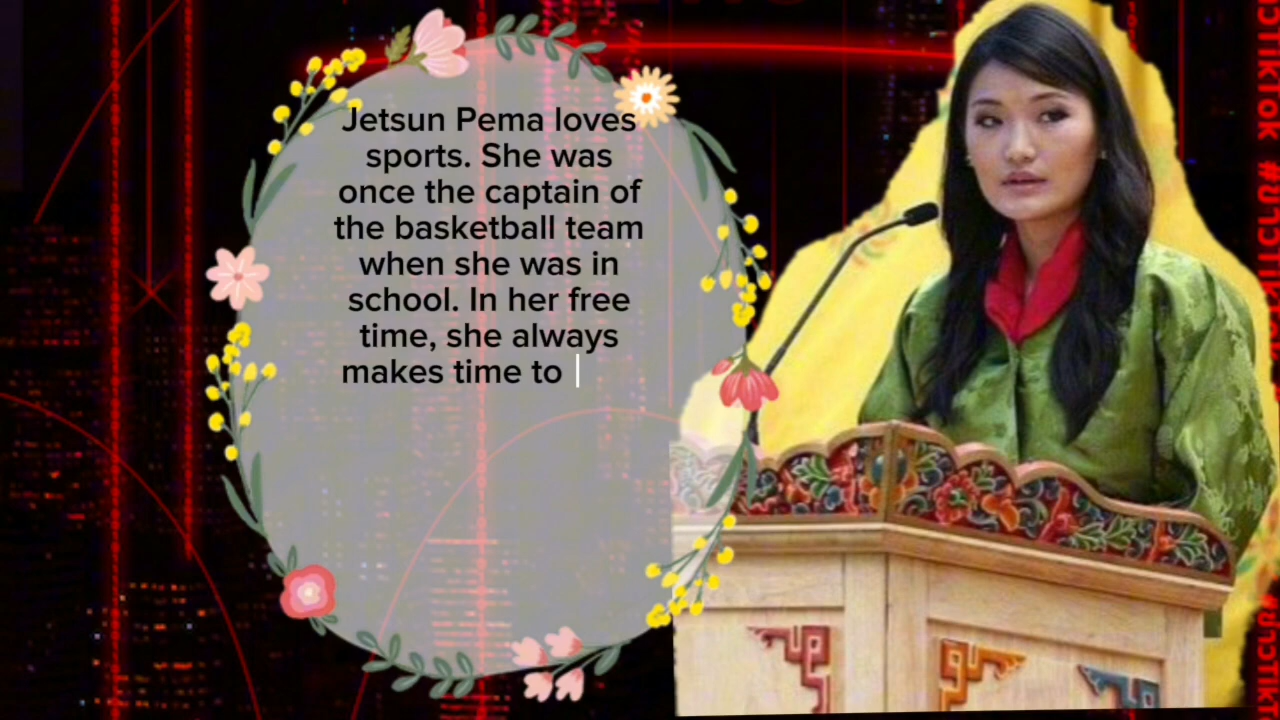 Jetsun Pema loves
sports. She was
once the captain of
the basketball team
when she was in
school. In her free
time, she always
makes time to